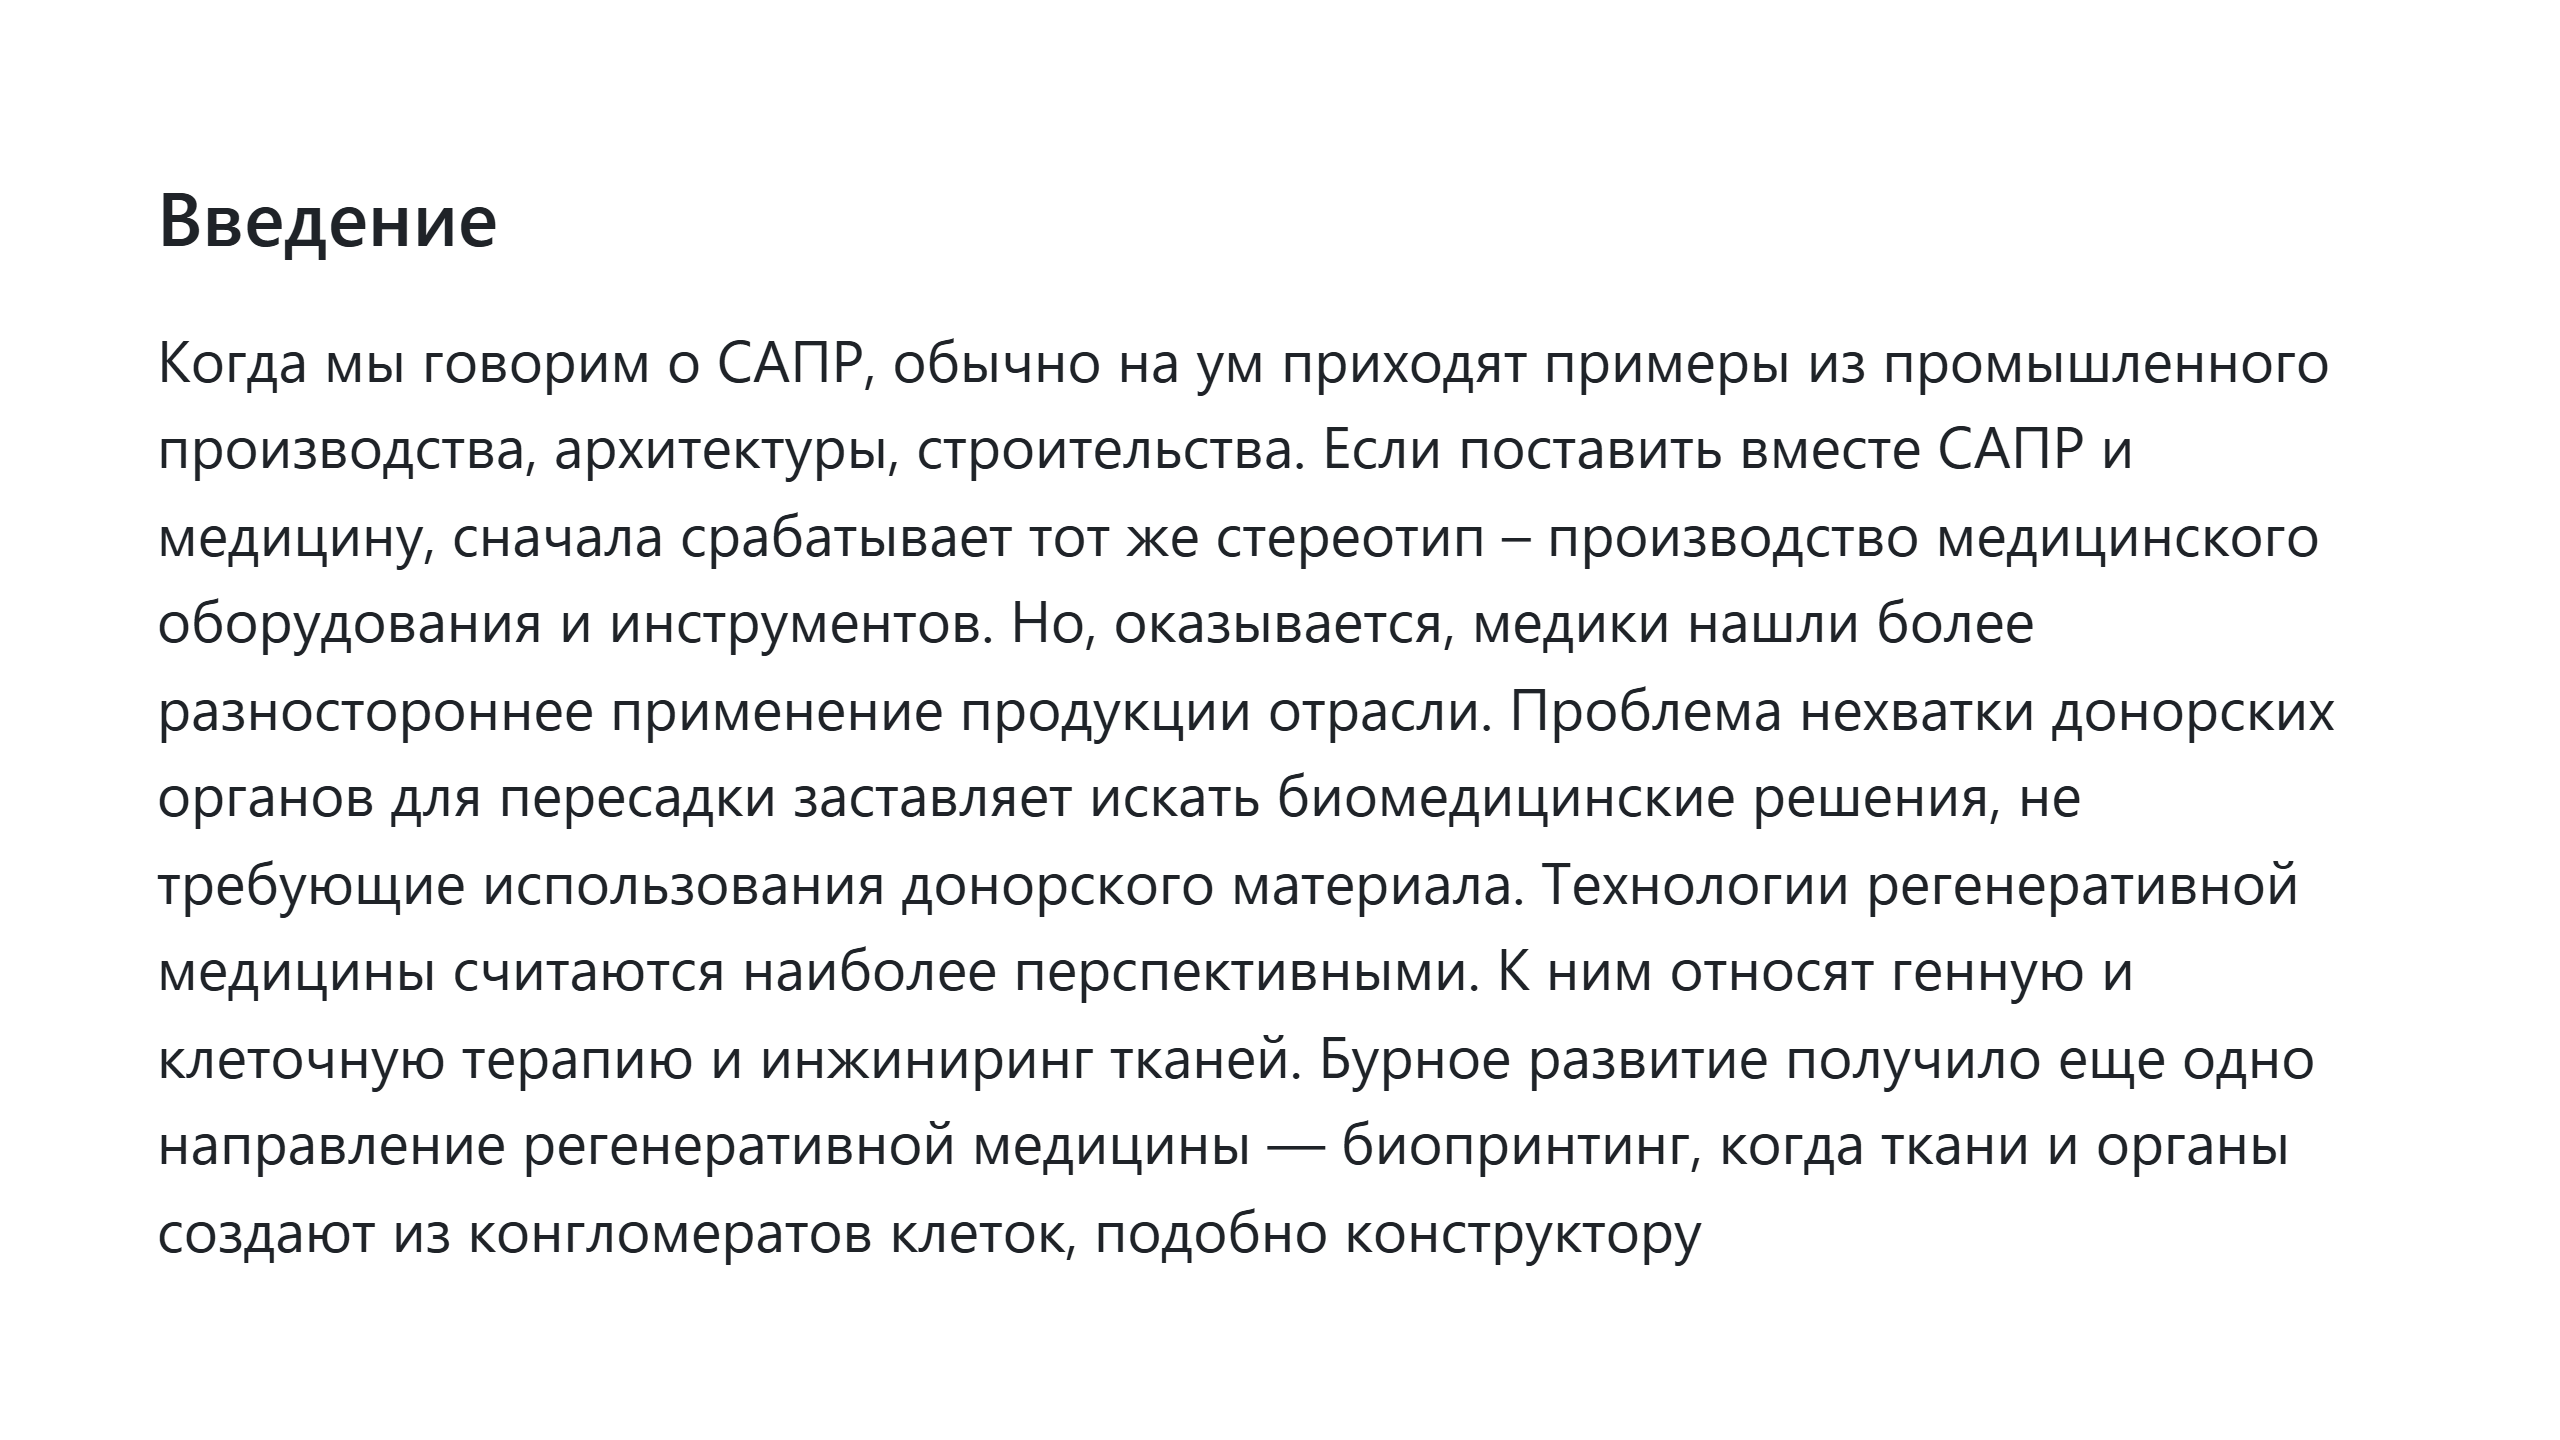 Введение
Когда мы говорим о САПР, обычно на ум приходят примеры из промышленного
производства, архитектуры, строительства. Если поставить вместе САПР и
медицину, сначала срабатывает тот же стереотип – производство медицинского
оборудования и инструментов. Но, оказывается, медики нашли более
разностороннее применение продукции отрасли. Проблема нехватки донорских
органов для пересадки заставляет искать биомедицинские решения, не
требующие использования донорского материала. Технологии регенеративной
медицины считаются наиболее перспективными. К ним относят генную и
клеточную терапию и инжиниринг тканей. Бурное развитие получило еще одно
направление регенеративной медицины — биопринтинг, когда ткани и органы
создают из конгломератов клеток, подобно конструктору